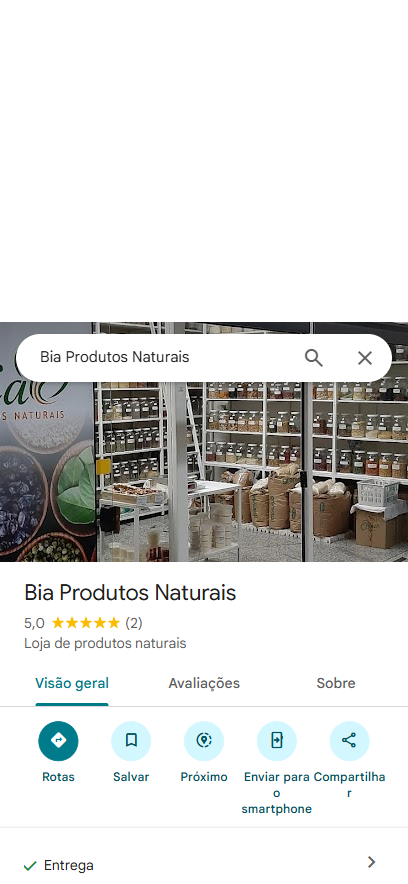 Bia Produtos Naturais
S NATURAIS
Bia Produtos Naturais
5,0 (2)
Loja de produtos naturais
Visão geral Avaliações Sobre
Rotas Salvar Próximo Enviar para o smartphone Compartilhar
Entrega